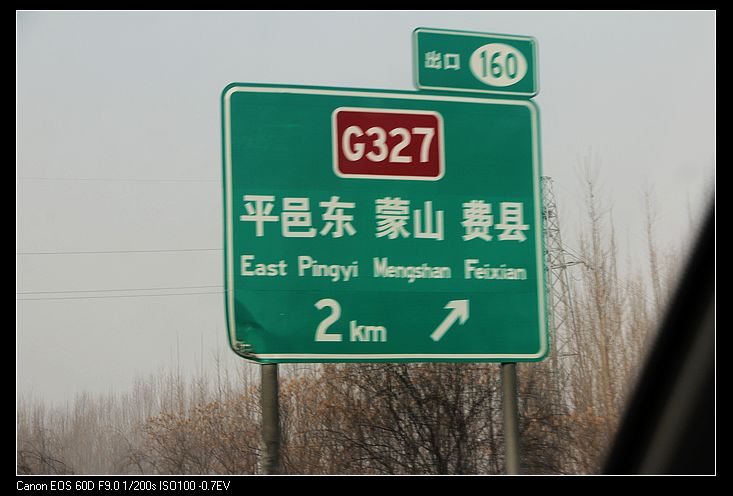 出口 160
G327
平邑东 蒙山 费县
East Pingyi Mengshan Feixian
2 km
Canon EOS 60D F9.0 1/200s ISO100 -0.7EV